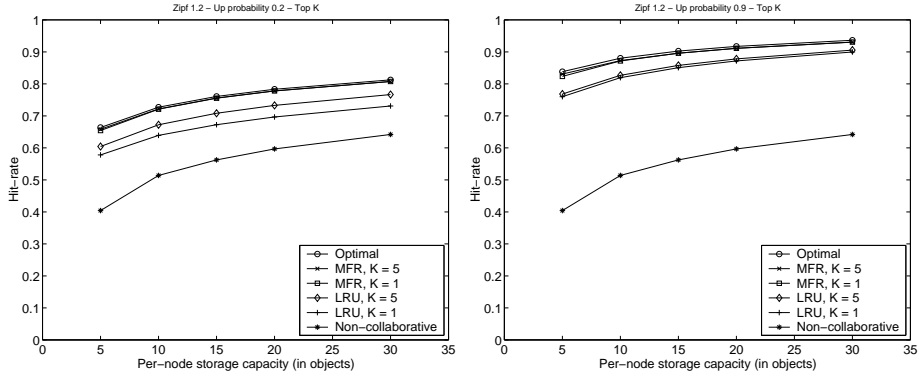 Zipf 1.2 − Up probability 0.2 − Top K
1
0.9
0.8
0.7
0.6
0.5
0.4
0.3
0.2
0.1
0
Hit−rate
Optimal
MFR, K = 5
MFR, K = 1
LRU, K = 5
LRU, K = 1
Non−collaborative
0 5 10 15 20 25 30 35
Per−node storage capacity (in objects)
Zipf 1.2 − Up probability 0.9 − Top K
1
0.9
0.8
0.7
0.6
0.5
0.4
0.3
0.2
0.1
0
Hit−rate
Optimal
MFR, K = 5
MFR, K = 1
LRU, K = 5
LRU, K = 1
Non−collaborative
0 5 10 15 20 25 30 35
Per−node storage capacity (in objects)